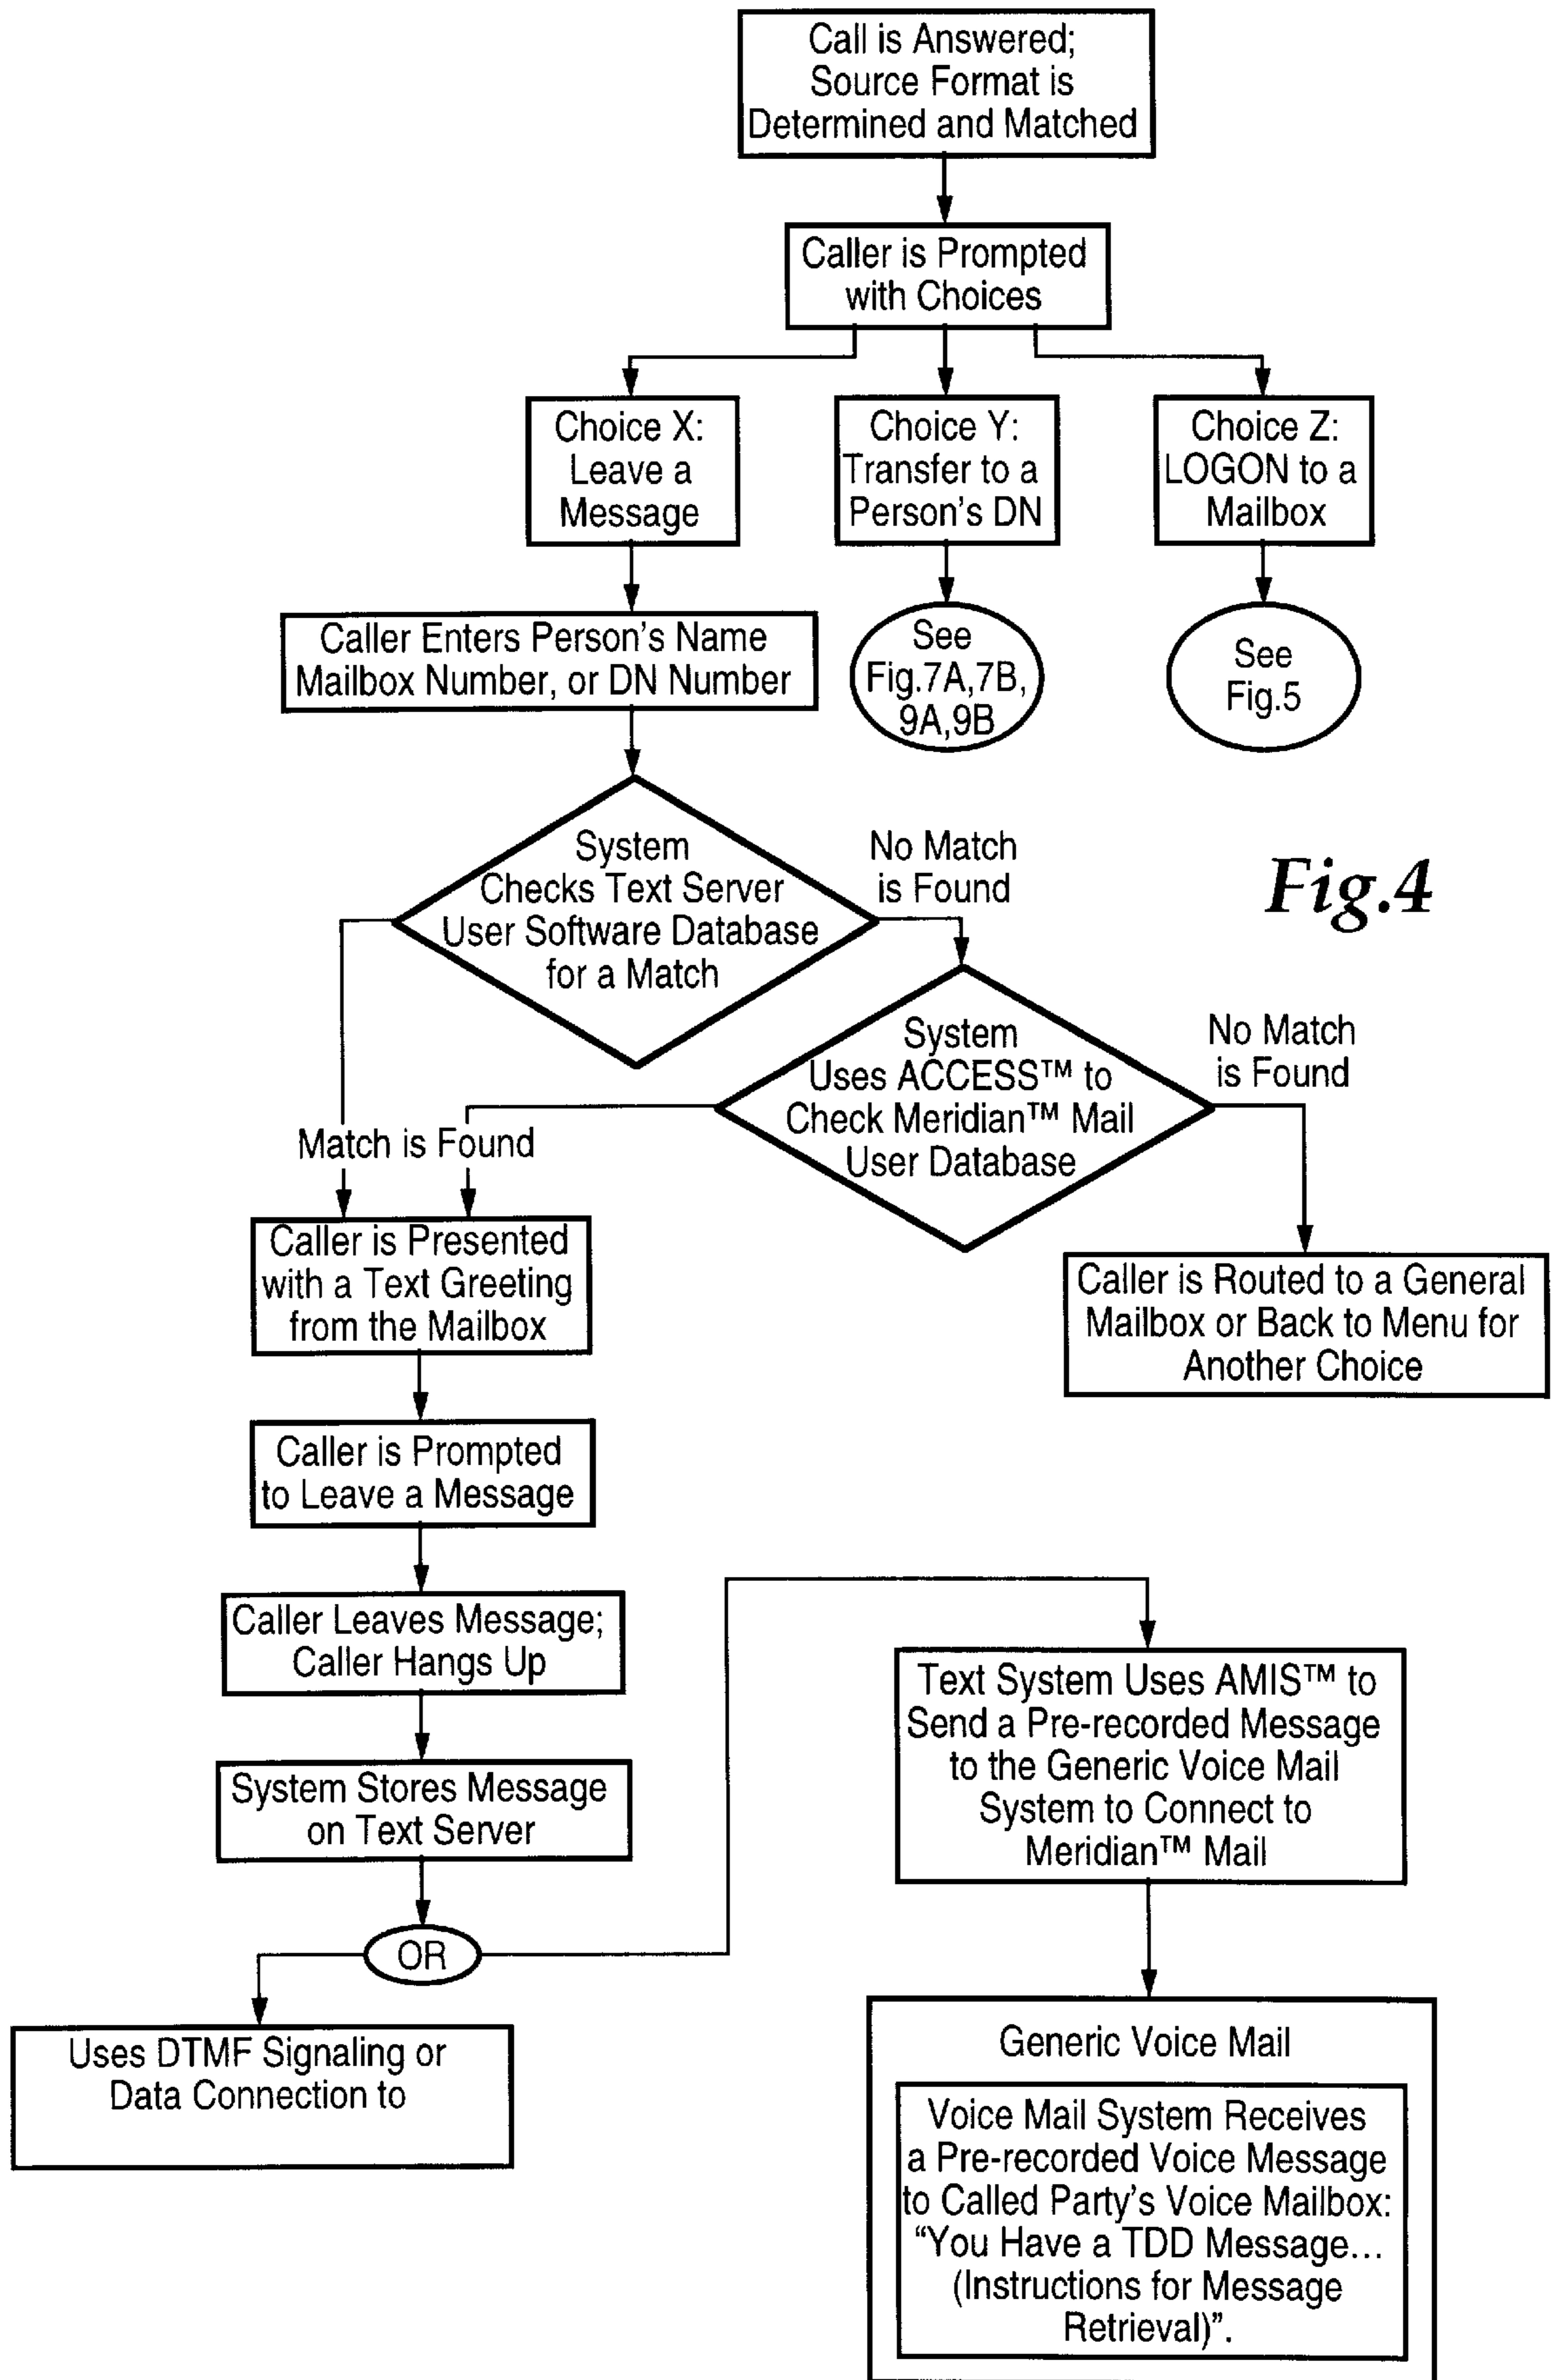 Call is Answered;
Source Format is
Determined and Matched
Caller is Prompted
with Choices
Choice X:
Leave a
Message
Choice Y:
Transfer to a
Person's DN
Choice Z:
LOGON to a
Mailbox
Caller Enters Person's Name
Mailbox Number, or DN Number
See
Fig.7A,7B,
9A,9B
See
Fig.5
System
Checks Text Server
User Software Database
for a Match
No Match
is Found
Fig.4
System
Uses ACCESS™ to
Check Meridian™ Mail
User Database
No Match
is Found
Match is Found
Caller is Presented
with a Text Greeting
from the Mailbox
Caller is Routed to a General
Mailbox or Back to Menu for
Another Choice
Caller is Prompted
to Leave a Message
Caller Leaves Message;
Caller Hangs Up
System Stores Message
on Text Server
OR
Uses DTMF Signaling or
Data Connection to
Text System Uses AMIS™ to
Send a Pre-recorded Message
to the Generic Voice Mail
System to Connect to
Meridian™ Mail
Generic Voice Mail
Voice Mail System Receives
a Pre-recorded Voice Message
to Called Party's Voice Mailbox:
“You Have a TDD Message...
(Instructions for Message
Retrieval)”.